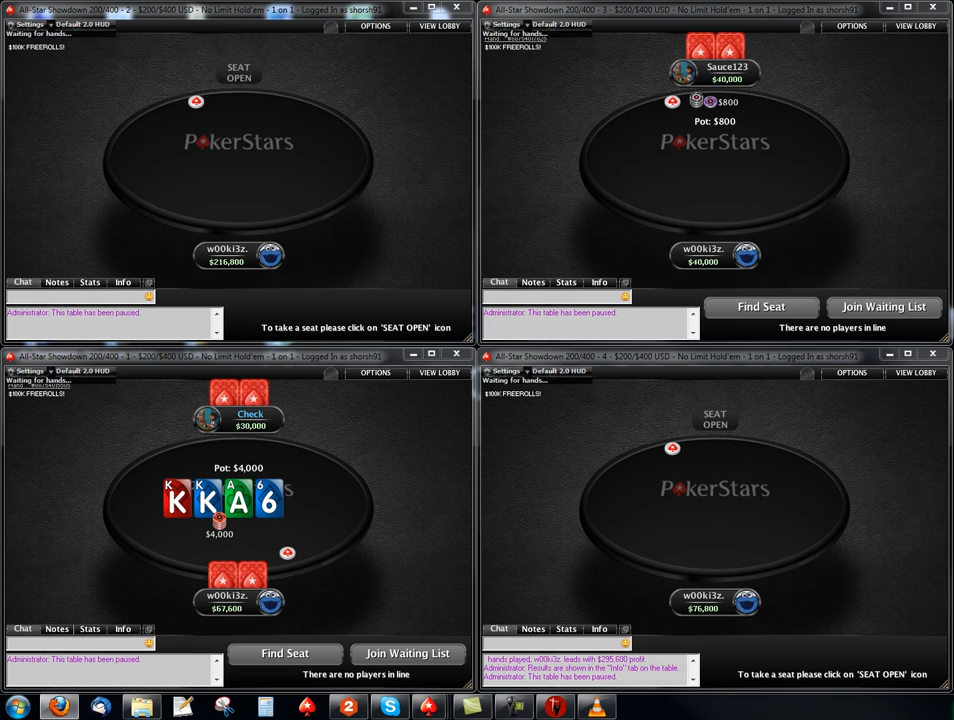 All-Star Showdown 200/400 - 2 - $200/$400 USD - No Limit Hold'em - 1 on 1 - Logged In as shorsh91
Settings Default 2.0 HUD
OPTIONS VIEW LOBBY
Waiting for hands...
$100K FREEROLLS!
SEAT
OPEN
PokerStars
w00ki3z.
$216,800
Chat Notes Stats Info
Administrator: This table has been paused.
To take a seat please click on 'SEAT OPEN' icon
All-Star Showdown 200/400 - 3 - $200/$400 USD - No Limit Hold'em - 1 on 1 - Logged In as shorsh91
Settings Default 2.0 HUD
OPTIONS VIEW LOBBY
Waiting for hands...
$100K FREEROLLS!
Sauce123
$40,000
$800
Pot: $800
PokerStars
w00ki3z.
$40,000
Chat Notes Stats Info
Find Seat Join Waiting List
Administrator: This table has been paused.
There are no players in line
All-Star Showdown 200/400 - 1 - $200/$400 USD - No Limit Hold'em - 1 on 1 - Logged In as shorsh91
Settings Default 2.0 HUD
OPTIONS VIEW LOBBY
Waiting for hands...
$100K FREEROLLS!
Check
$30,000
Pot: $4,000
K K A 6
K K A 6
$4,000
w00ki3z.
$67,600
Chat Notes Stats Info
Find Seat Join Waiting List
Administrator: This table has been paused.
There are no players in line
All-Star Showdown 200/400 - 4 - $200/$400 USD - No Limit Hold'em - 1 on 1 - Logged In as shorsh91
Settings Default 2.0 HUD
OPTIONS VIEW LOBBY
Waiting for hands...
$100K FREEROLLS!
SEAT
OPEN
PokerStars
w00ki3z.
$76,800
Chat Notes Stats Info
hands played, w00ki3z. leads with $295,600 profit.
Administrator: Results are shown in the "Info" tab on the table.
Administrator: This table has been paused.
To take a seat please click on 'SEAT OPEN' icon
2
S